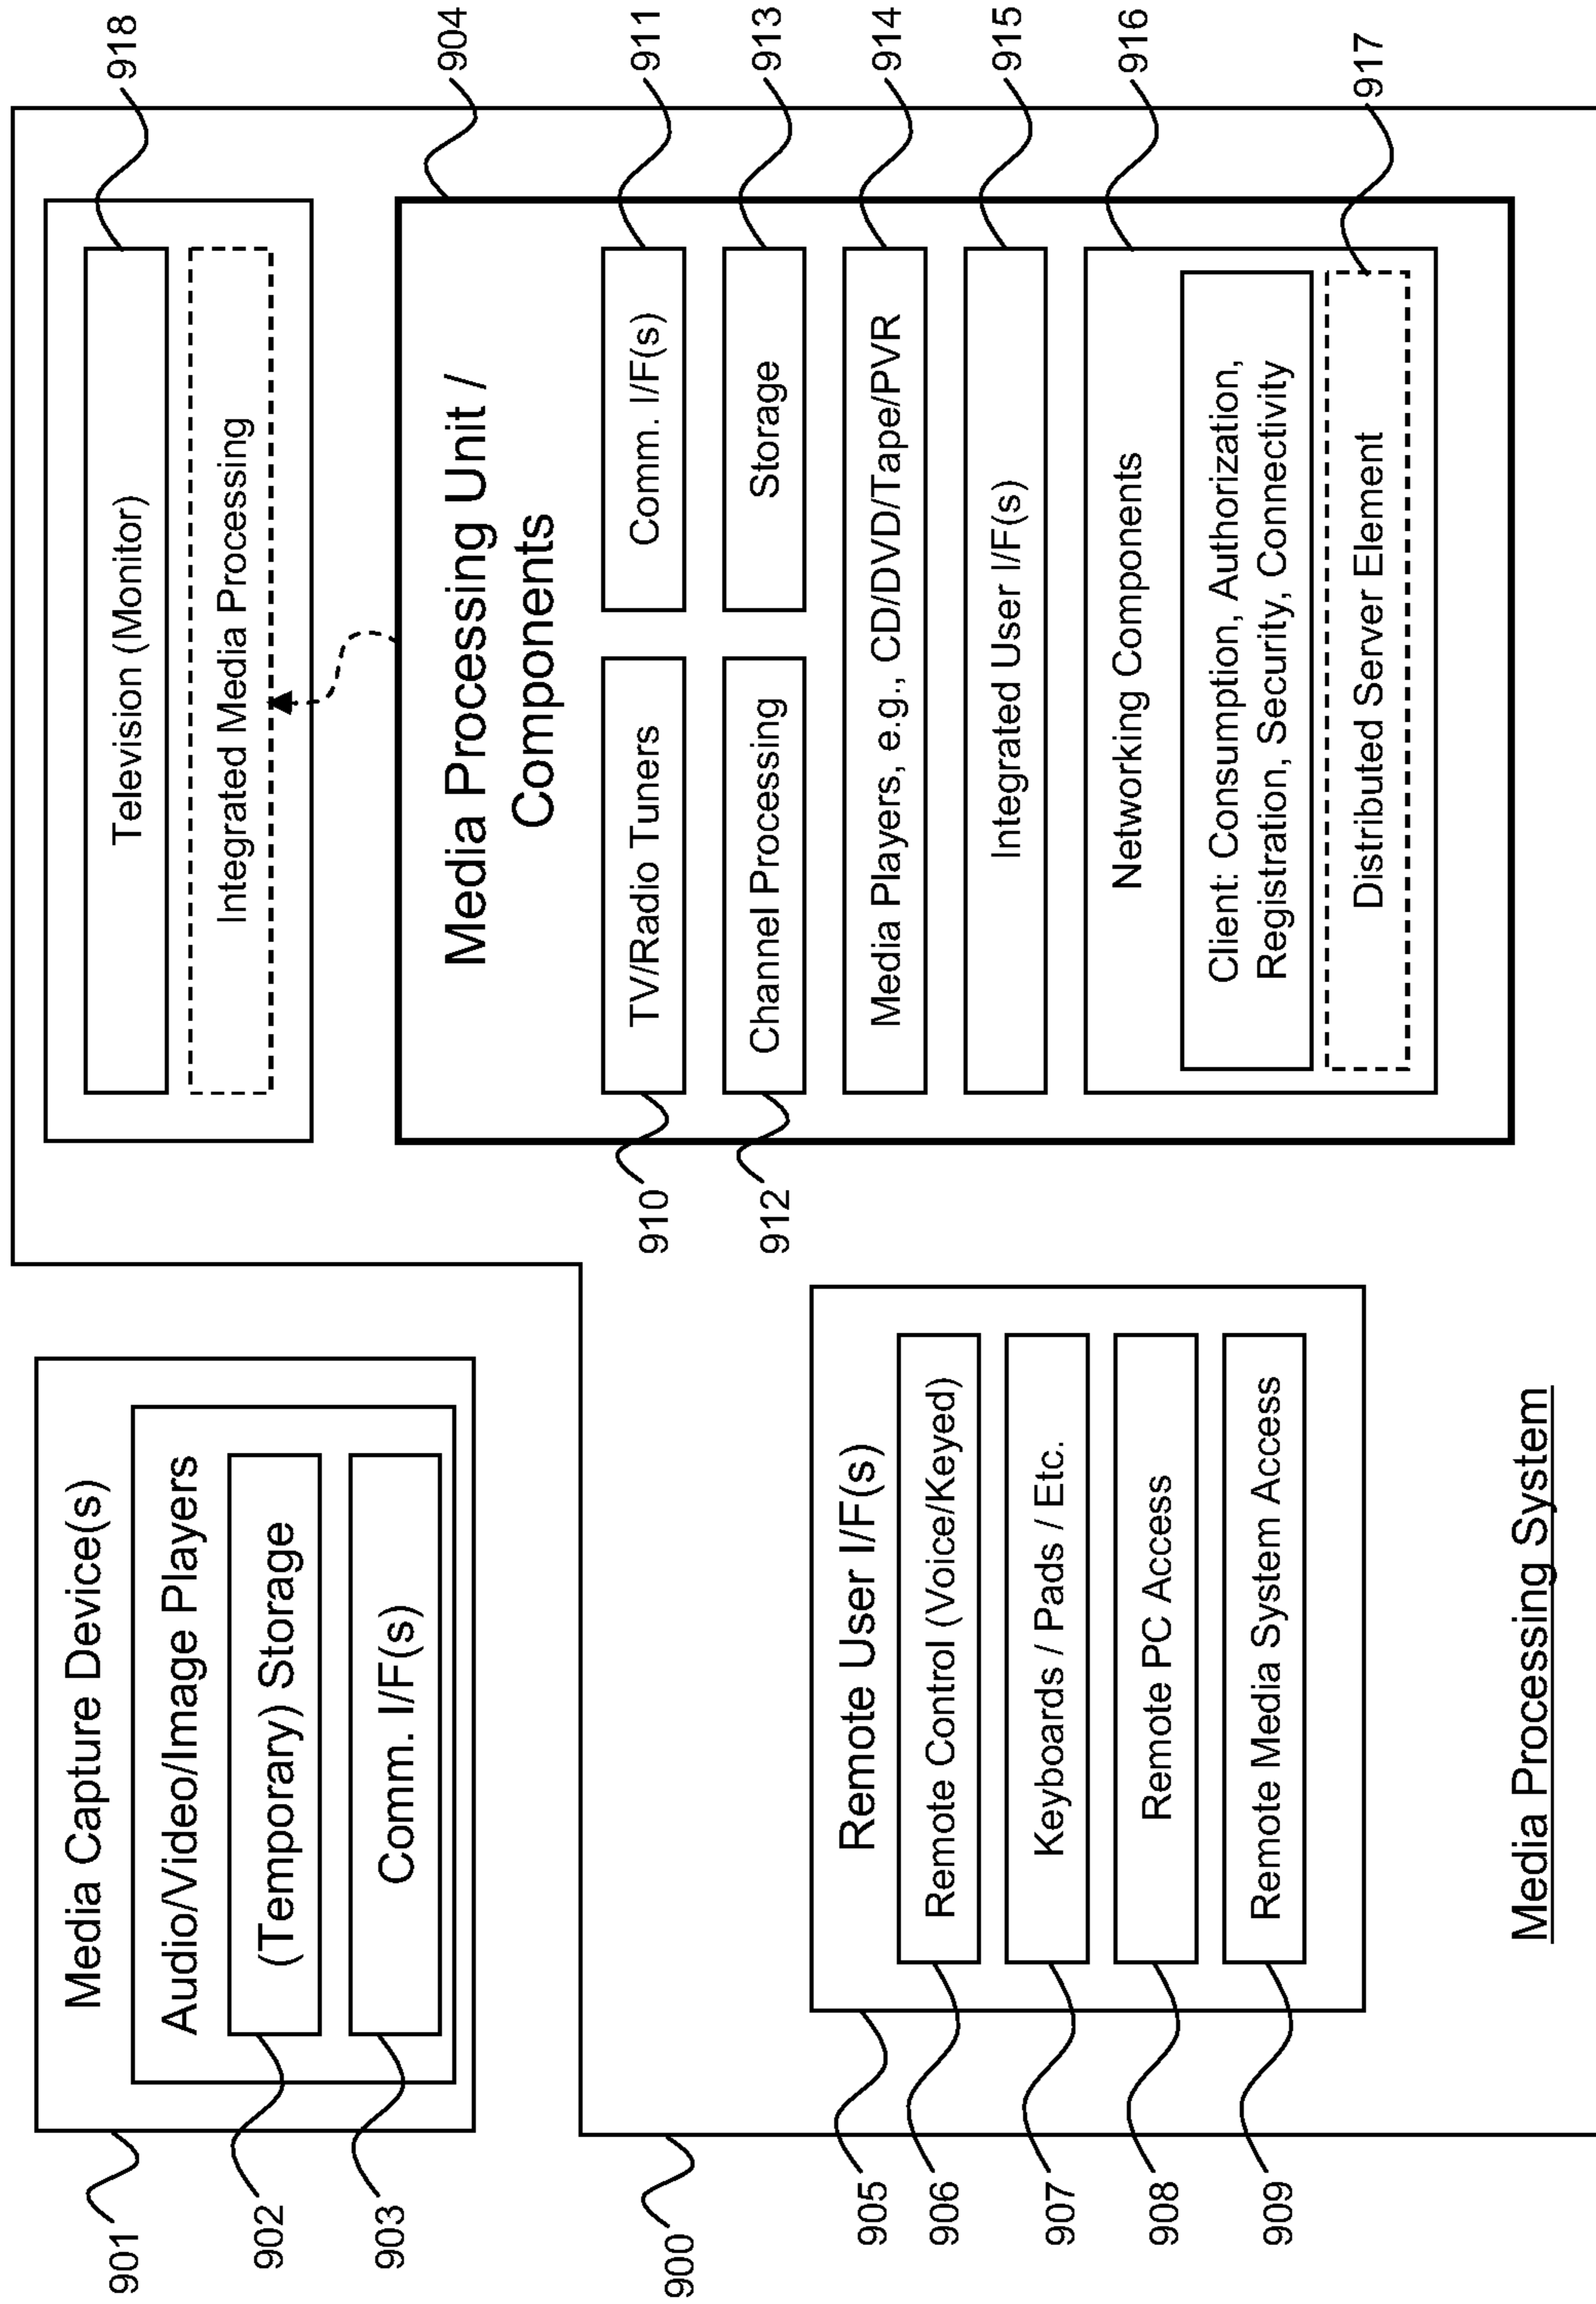 Media Capture Device(s)
Audio/Video/Image Players
(Temporary) Storage
Comm. I/F(s)
901
902
903
900
Remote User I/F(s)
Remote Control (Voice/Keyed)
Keyboards / Pads / Etc.
Remote PC Access
Remote Media System Access
905
906
907
908
909
Media Processing System
Television (Monitor)
Integrated Media Processing
918
Media Processing Unit /
Components
904
TV/Radio Tuners
Comm. I/F(s)
910
911
Channel Processing
Storage
912
913
Media Players, e.g., CD/DVD/Tape/PVR
914
Integrated User I/F(s)
915
Networking Components
916
Client: Consumption, Authorization,
Registration, Security, Connectivity
Distributed Server Element
917